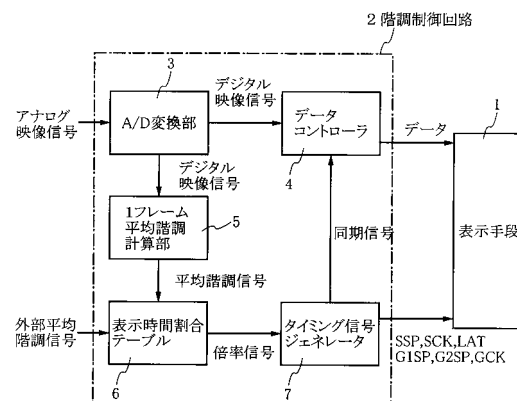 2 階調制御回路
3
デジタル
映像信号
アナログ
映像信号
A/D変換部
データ
コントローラ
4
データ
1
表示手段
デジタル
映像信号
1フレーム
平均階調
計算部
5
同期信号
平均階調信号
外部平均
階調信号
表示時間割合
テーブル
6
倍率信号
タイミング信号
ジェネレータ
7
SSP,SCK,LAT
G1SP,G2SP,GCK